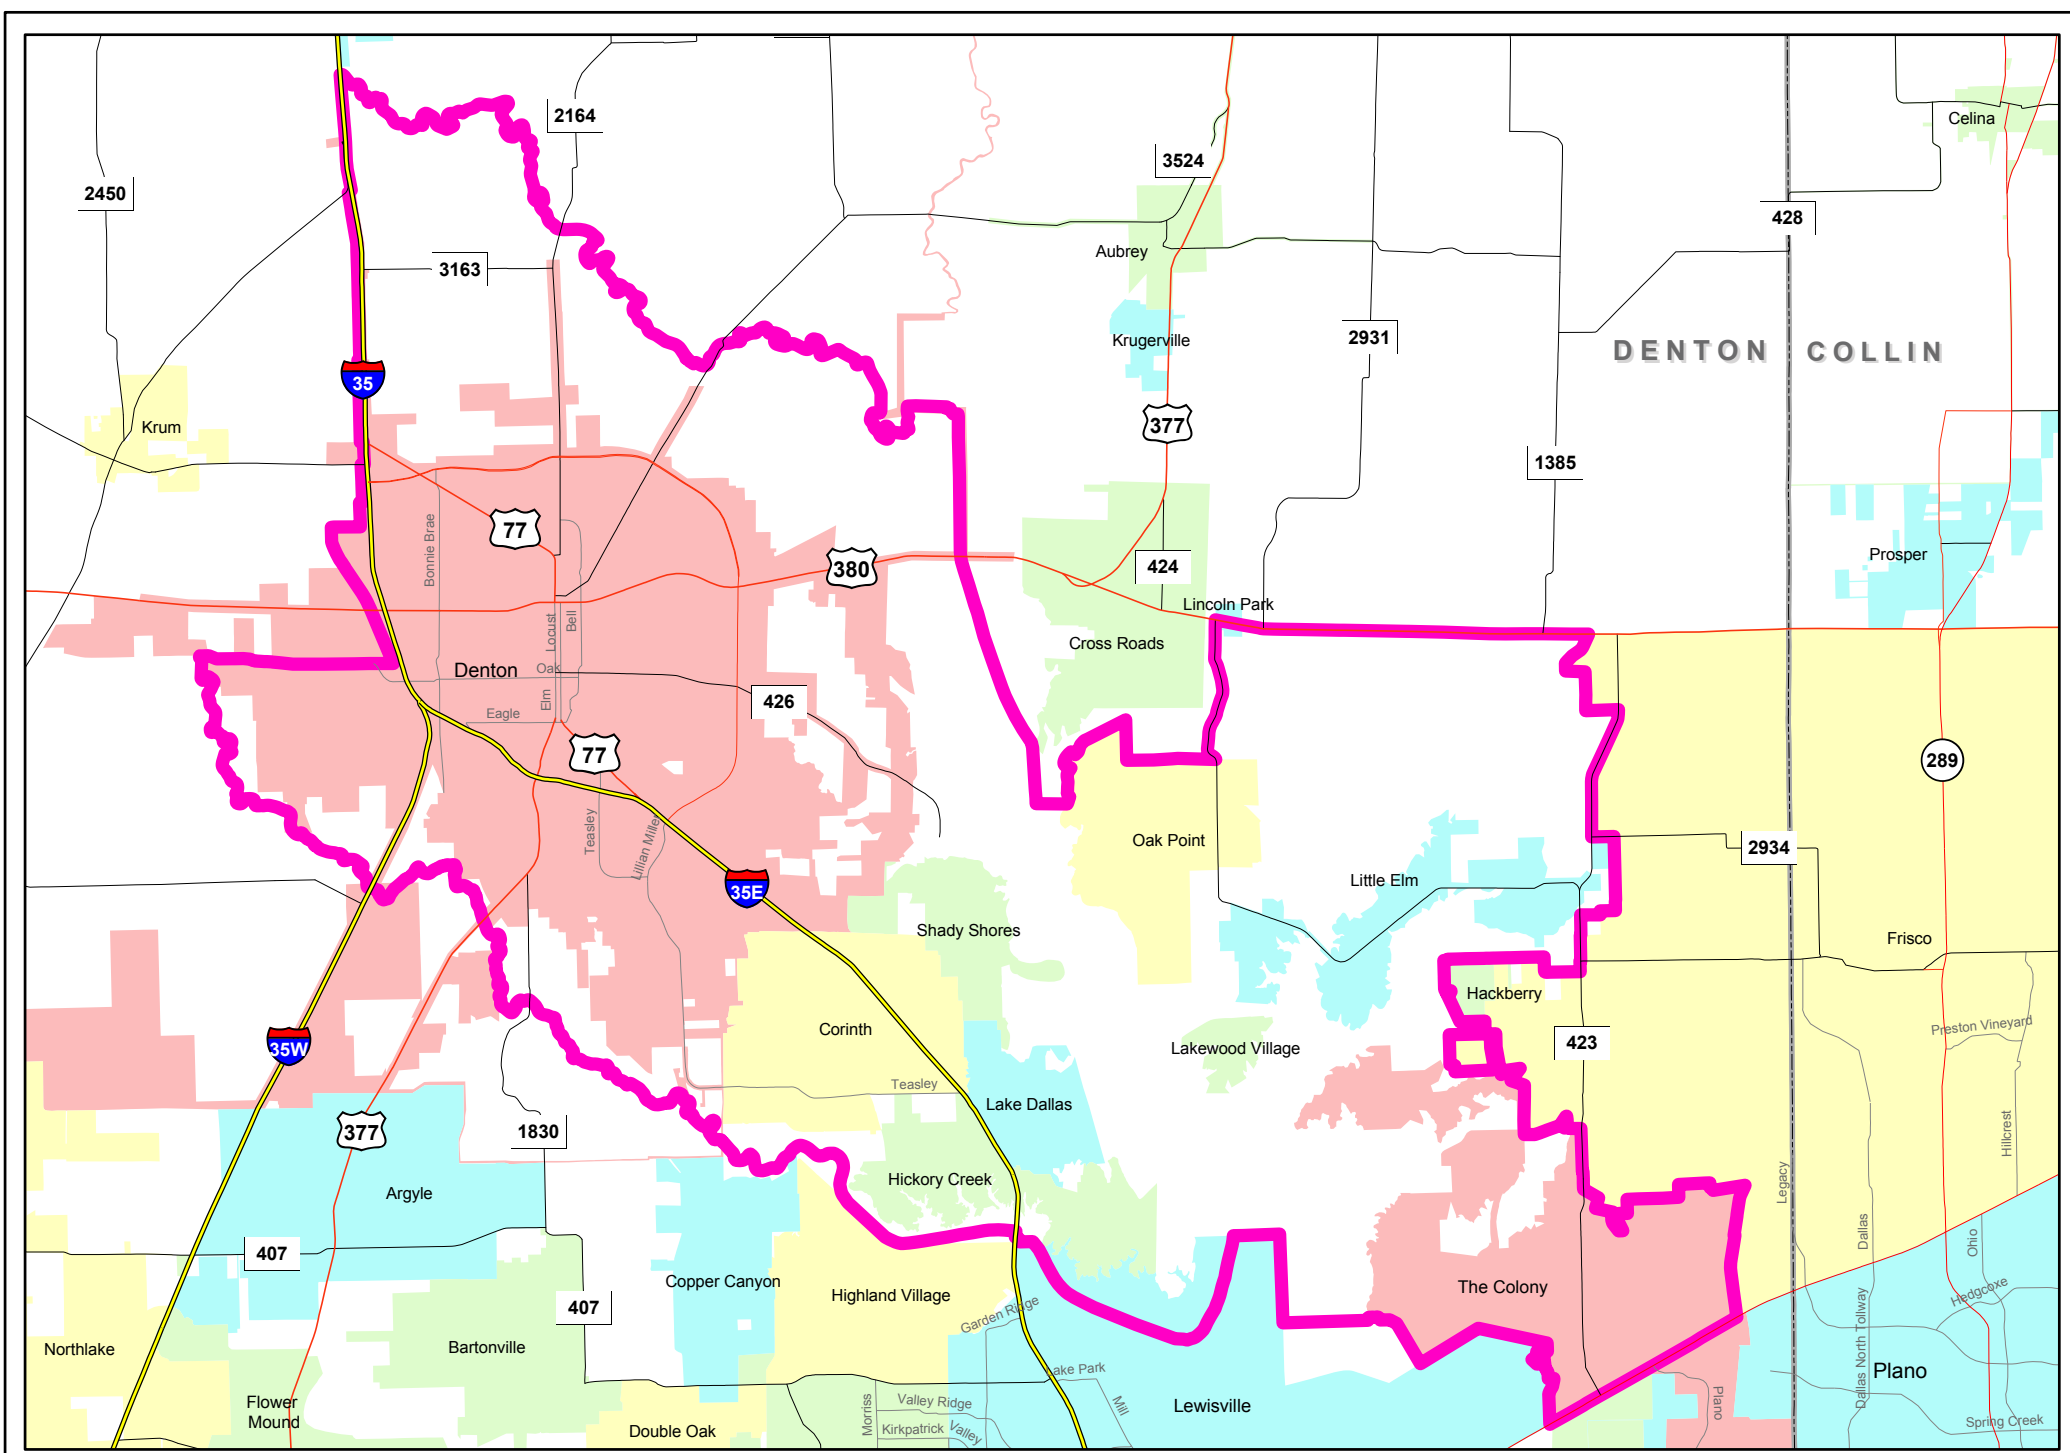 2164
Celina
3524
2450
428
Aubrey
3163
Krugerville
2931
DENTON COLLIN
35
377
Krum
1385
77
Bonnie Brae
380
424
Prosper
Lincoln Park
Locust
Bell
Cross Roads
Denton
Oak
Elm
426
Eagle
77
289
Teasley
Lillian Miller
Oak Point
2934
Little Elm
35E
Shady Shores
Frisco
Hackberry
Corinth
35W
Lakewood Village
423
Preston Vineyard
Teasley
Lake Dallas
377
1830
Hillcrest
Hickory Creek
Argyle
Legacy
Dallas
Ohio
407
Copper Canyon
Highland Village
The Colony
Hedgcoxe
407
Garden Ridge
Northlake
Bartonville
Dallas North Tollway
Lake Park
Plano
Flower
Mound
Valley Ridge
Mill
Lewisville
Plano
Morriss
Kirkpatrick
Valley
Double Oak
Spring Creek